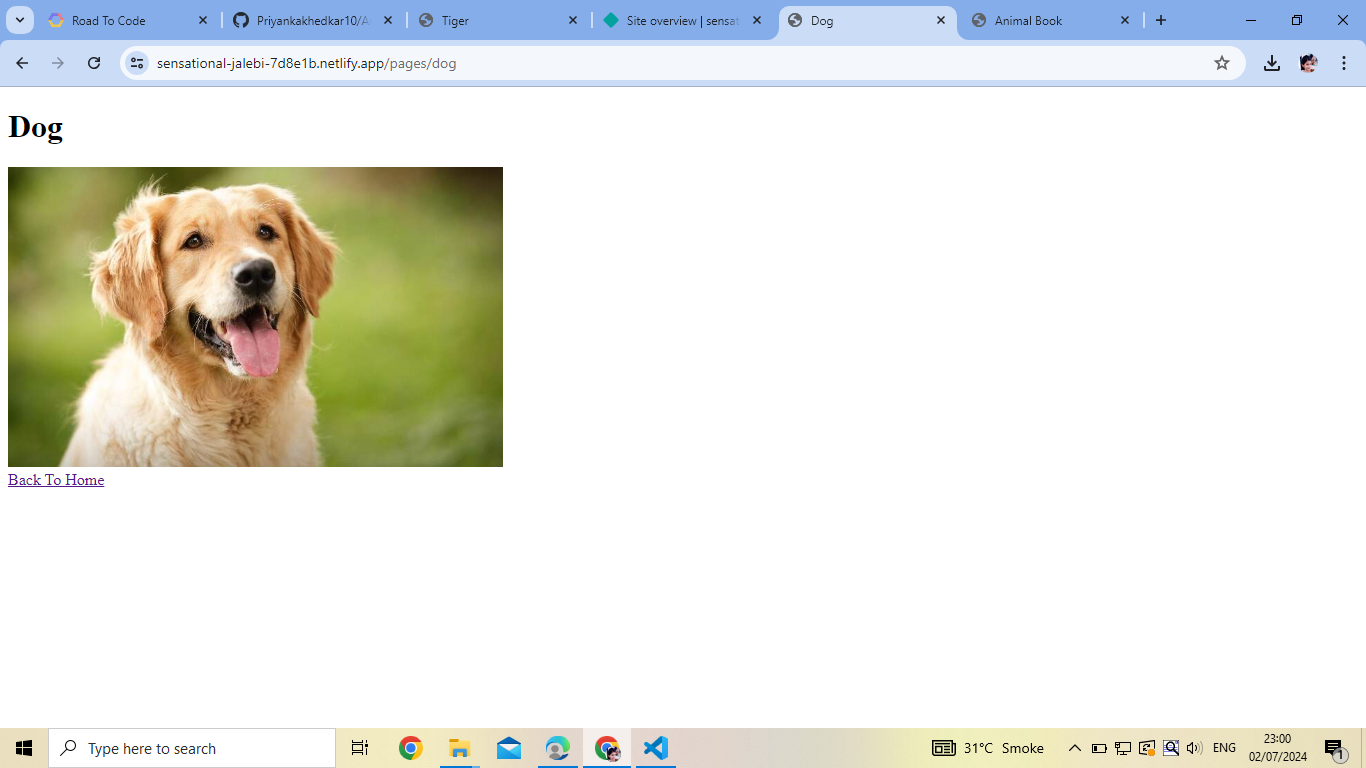 Road To Code
Priyankakhedkar10/A
Tiger
Site overview | sensat
Dog
Animal Book
sensational-jalebi-7d8e1b.netlify.app/pages/dog
Dog
Back To Home
Type here to search
31°C Smoke
ENG
23:00
02/07/2024
1